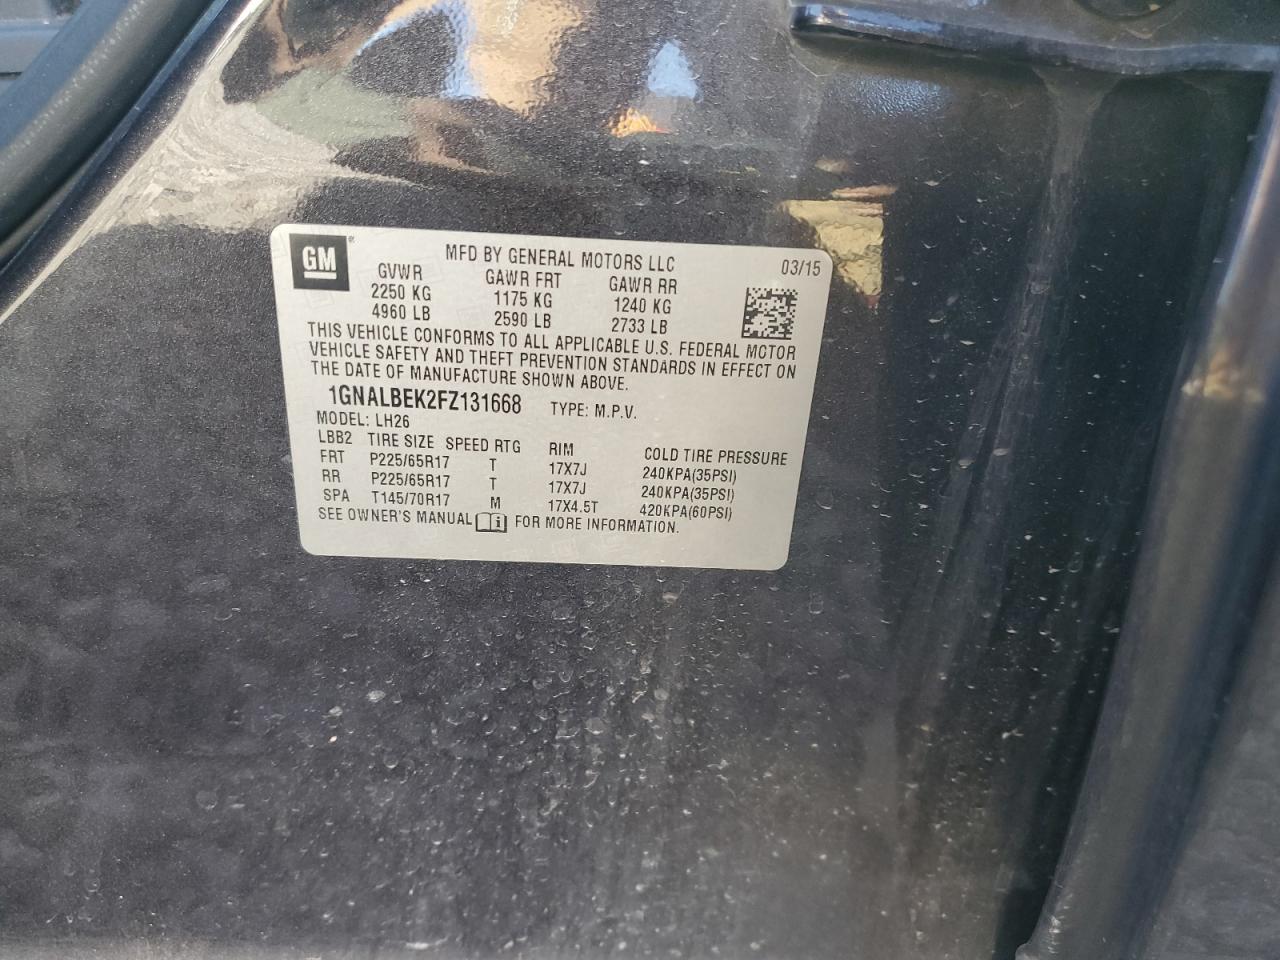 GM ®
MFD BY GENERAL MOTORS LLC 03/15
GVWR GAWR FRT GAWR RR
2250 KG 1175 KG 1240 KG
4960 LB 2590 LB 2733 LB
THIS VEHICLE CONFORMS TO ALL APPLICABLE U.S. FEDERAL MOTOR
VEHICLE SAFETY AND THEFT PREVENTION STANDARDS IN EFFECT ON
THE DATE OF MANUFACTURE SHOWN ABOVE.
1GNALBEK2FZ131668 TYPE: M.P.V.
MODEL: LH26
LBB2 TIRE SIZE SPEED RTG RIM COLD TIRE PRESSURE
FRT P225/65R17 T 17X7J 240KPA(35PSI)
RR P225/65R17 T 17X7J 240KPA(35PSI)
SPA T145/70R17 M 17X4.5T 420KPA(60PSI)
SEE OWNER'S MANUAL i FOR MORE INFORMATION.